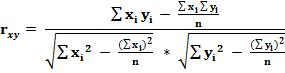 r_xy = (∑ x_i y_i − (∑ x_i ∑ y_i)/n) / (√(∑ x_i² − (∑ x_i)²/n) * √(∑ y_i² − (∑ y_i)²/n))